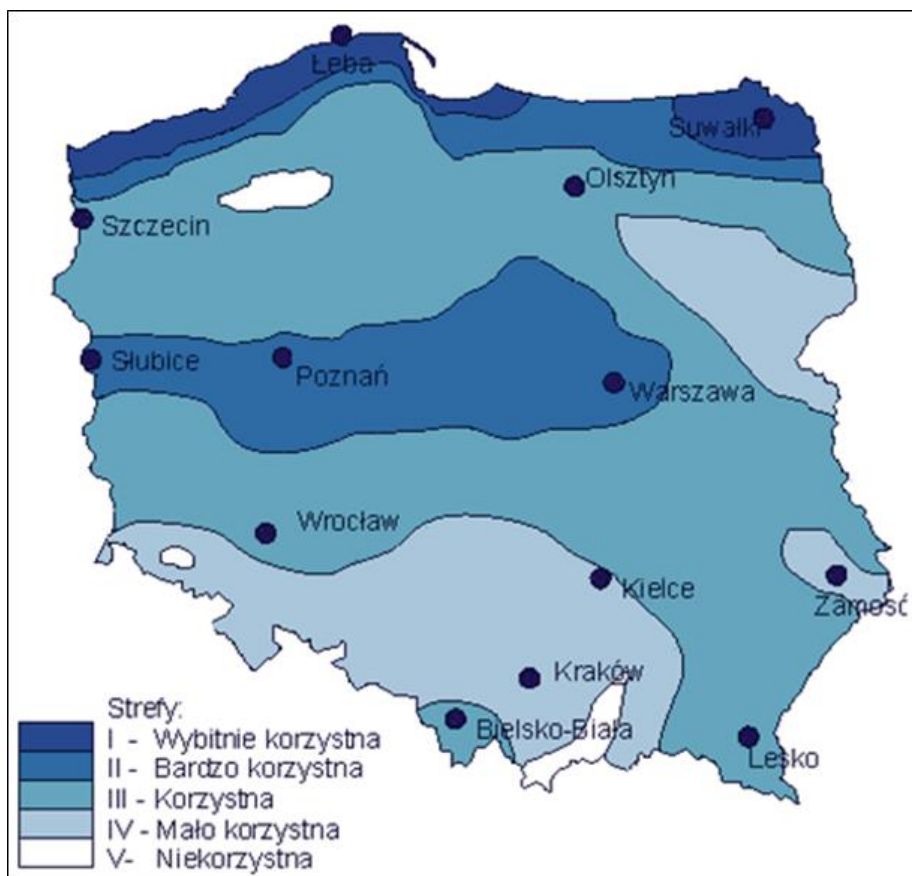 Łeba
Suwałki
Olsztyn
Szczecin
Słubice
Poznań
Warszawa
Wrocław
Kielce
Zamość
Kraków
Bielsko-Biała
Lesko
Strefy:
I - Wybitnie korzystna
II - Bardzo korzystna
III - Korzystna
IV - Mało korzystna
V- Niekorzystna